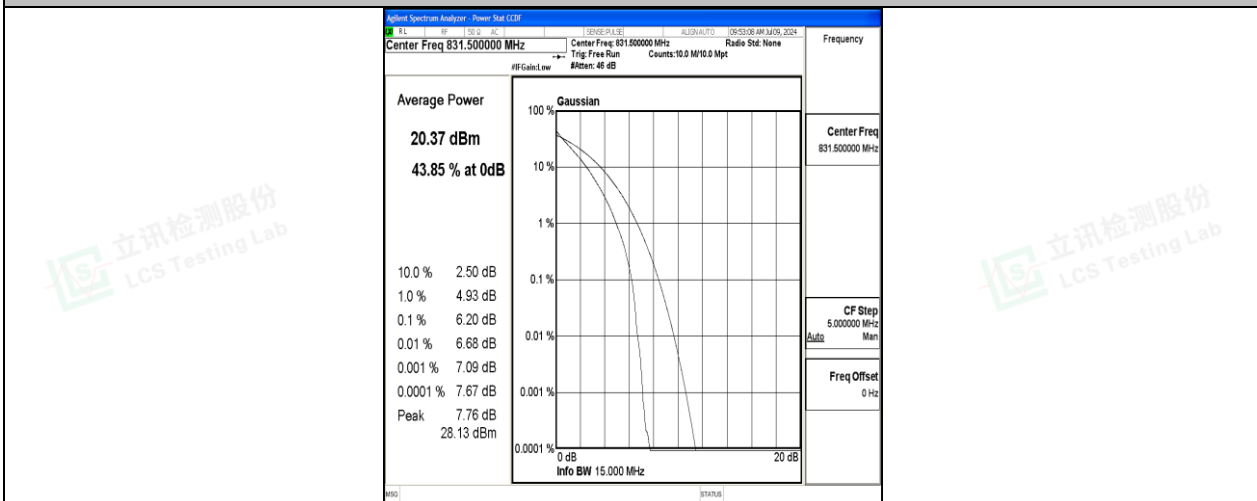 Agilent Spectrum Analyzer - Power Stat CCDF
RL RF 50 Ω AC SENSE:PULSE ALIGNAUTO 09:53:08 AM Jul 09, 2024
Center Freq 831.500000 MHz
Center Freq: 831.500000 MHz Radio Std: None
Trig: Free Run Counts:10.0 M/10.0 Mpt
#IFGain:Low #Atten: 46 dB
Frequency
Average Power
20.37 dBm
43.85 % at 0dB
10.0 % 2.50 dB
1.0 % 4.93 dB
0.1 % 6.20 dB
0.01 % 6.68 dB
0.001 % 7.09 dB
0.0001 % 7.67 dB
Peak 7.76 dB
28.13 dBm
Gaussian
100 %
10 %
1 %
0.1 %
0.01 %
0.001 %
0.0001 %
0 dB 20 dB
Info BW 15.000 MHz
Center Freq
831.500000 MHz
CF Step
5.000000 MHz
Auto Man
Freq Offset
0 Hz
MSG STATUS
立讯检测股份
LCS Testing Lab
立讯检测股份
LCS Testing Lab